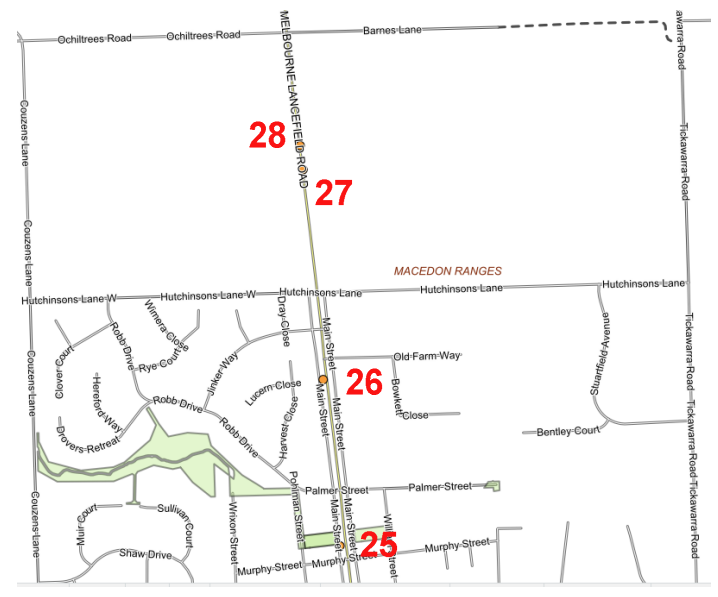 MELBOURNE LANCEFIELD ROAD
Ochiltrees Road
Ochiltrees Road
Barnes Lane
awarra Road
Couzens Lane
Tickawarra Road
28
27
Couzens Lane
MACEDON RANGES
Hutchinsons Lane W
Hutchinsons Lane W
Hutchinsons Lane
Hutchinsons Lane
Hutchinsons Lane
Wimera Close
Dray Close
Main Street
Stuartfield Avenue
Tickawarra Road
Robb Drive
Rye Court
Clover Court
Jinker Way
Old Farm Way
Couzens Lane
Hereford Way
Lucern Close
26
Bowkett Close
Robb Drive
Harvest Close
Main Street
Main Street
Tickawarra Road
Drovers Retreat
Robb Drive
Bentley Court
Pohlman Street
Palmer Street
Palmer Street
Couzens Lane
Muir Court
Sullivan Court
Wrixon Street
Main Street
Main Street
Tickawarra Road
25
Shaw Drive
Murphy Street
Murphy Street
Murphy Street